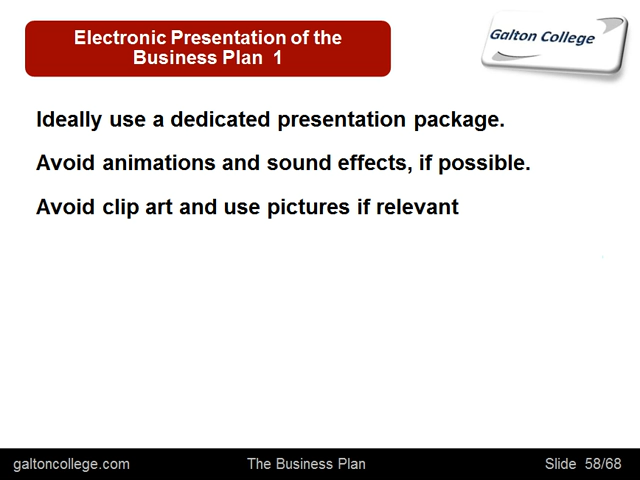 Electronic Presentation of the
Business Plan 1
Galton College
Ideally use a dedicated presentation package.
Avoid animations and sound effects, if possible.
Avoid clip art and use pictures if relevant
galtoncollege.com
The Business Plan
Slide 58/68